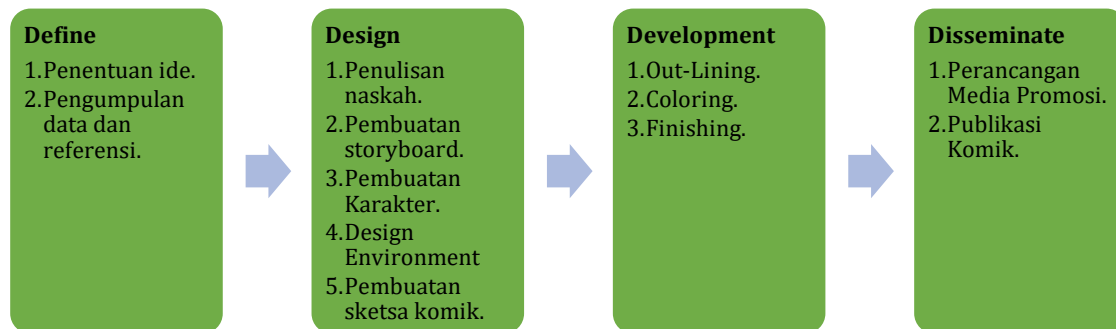 Define
1.Penentuan ide.
2.Pengumpulan
data dan
referensi.
Design
1.Penulisan
naskah.
2.Pembuatan
storyboard.
3.Pembuatan
Karakter.
4.Design
Environment
5.Pembuatan
sketsa komik.
Development
1.Out-Lining.
2.Coloring.
3.Finishing.
Disseminate
1.Perancangan
Media Promosi.
2.Publikasi
Komik.